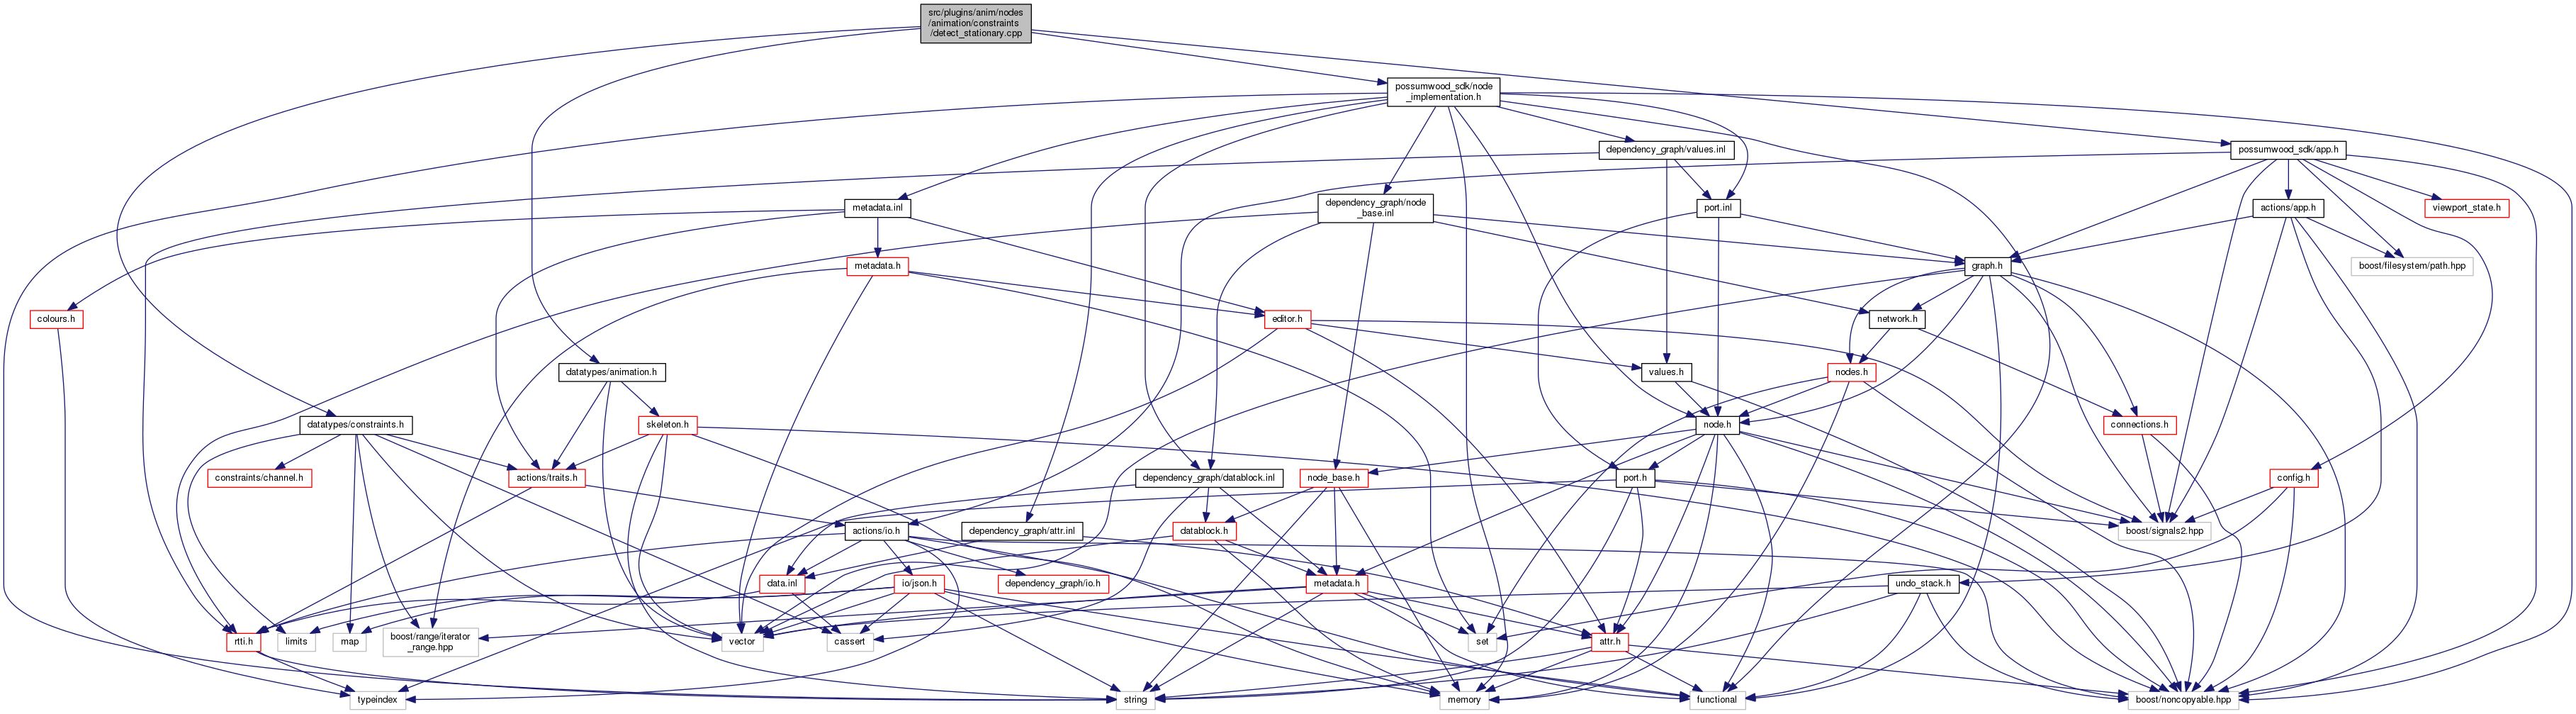 src/plugins/anim/nodes
/animation/constraints
/detect_stationary.cpp
possumwood_sdk/node
_implementation.h
dependency_graph/values.inl
possumwood_sdk/app.h
metadata.inl
dependency_graph/node
_base.inl
port.inl
actions/app.h
viewport_state.h
metadata.h
graph.h
boost/filesystem/path.hpp
colours.h
editor.h
network.h
datatypes/animation.h
values.h
nodes.h
datatypes/constraints.h
skeleton.h
node.h
connections.h
constraints/channel.h
actions/traits.h
dependency_graph/datablock.inl
node_base.h
port.h
config.h
actions/io.h
dependency_graph/attr.inl
datablock.h
boost/signals2.hpp
data.inl
io/json.h
dependency_graph/io.h
metadata.h
undo_stack.h
rtti.h
limits
map
boost/range/iterator
_range.hpp
vector
cassert
set
attr.h
typeindex
string
memory
functional
boost/noncopyable.hpp